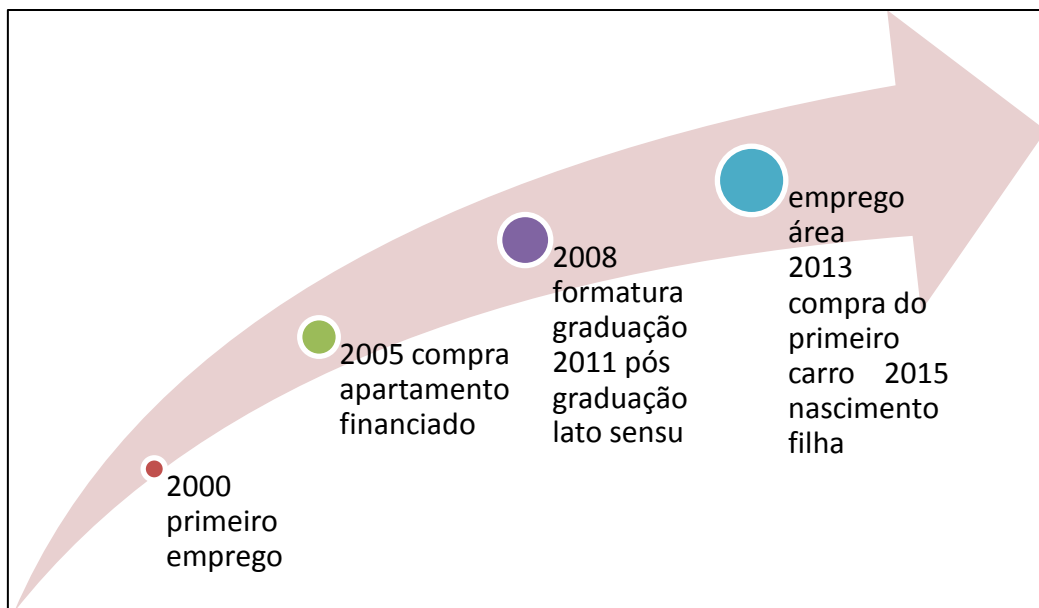 2000
primeiro
emprego
2005 compra
apartamento
financiado
2008
formatura
graduação
2011 pós
graduação
lato sensu
emprego
área
2013
compra do
primeiro
carro 2015
nascimento
filha